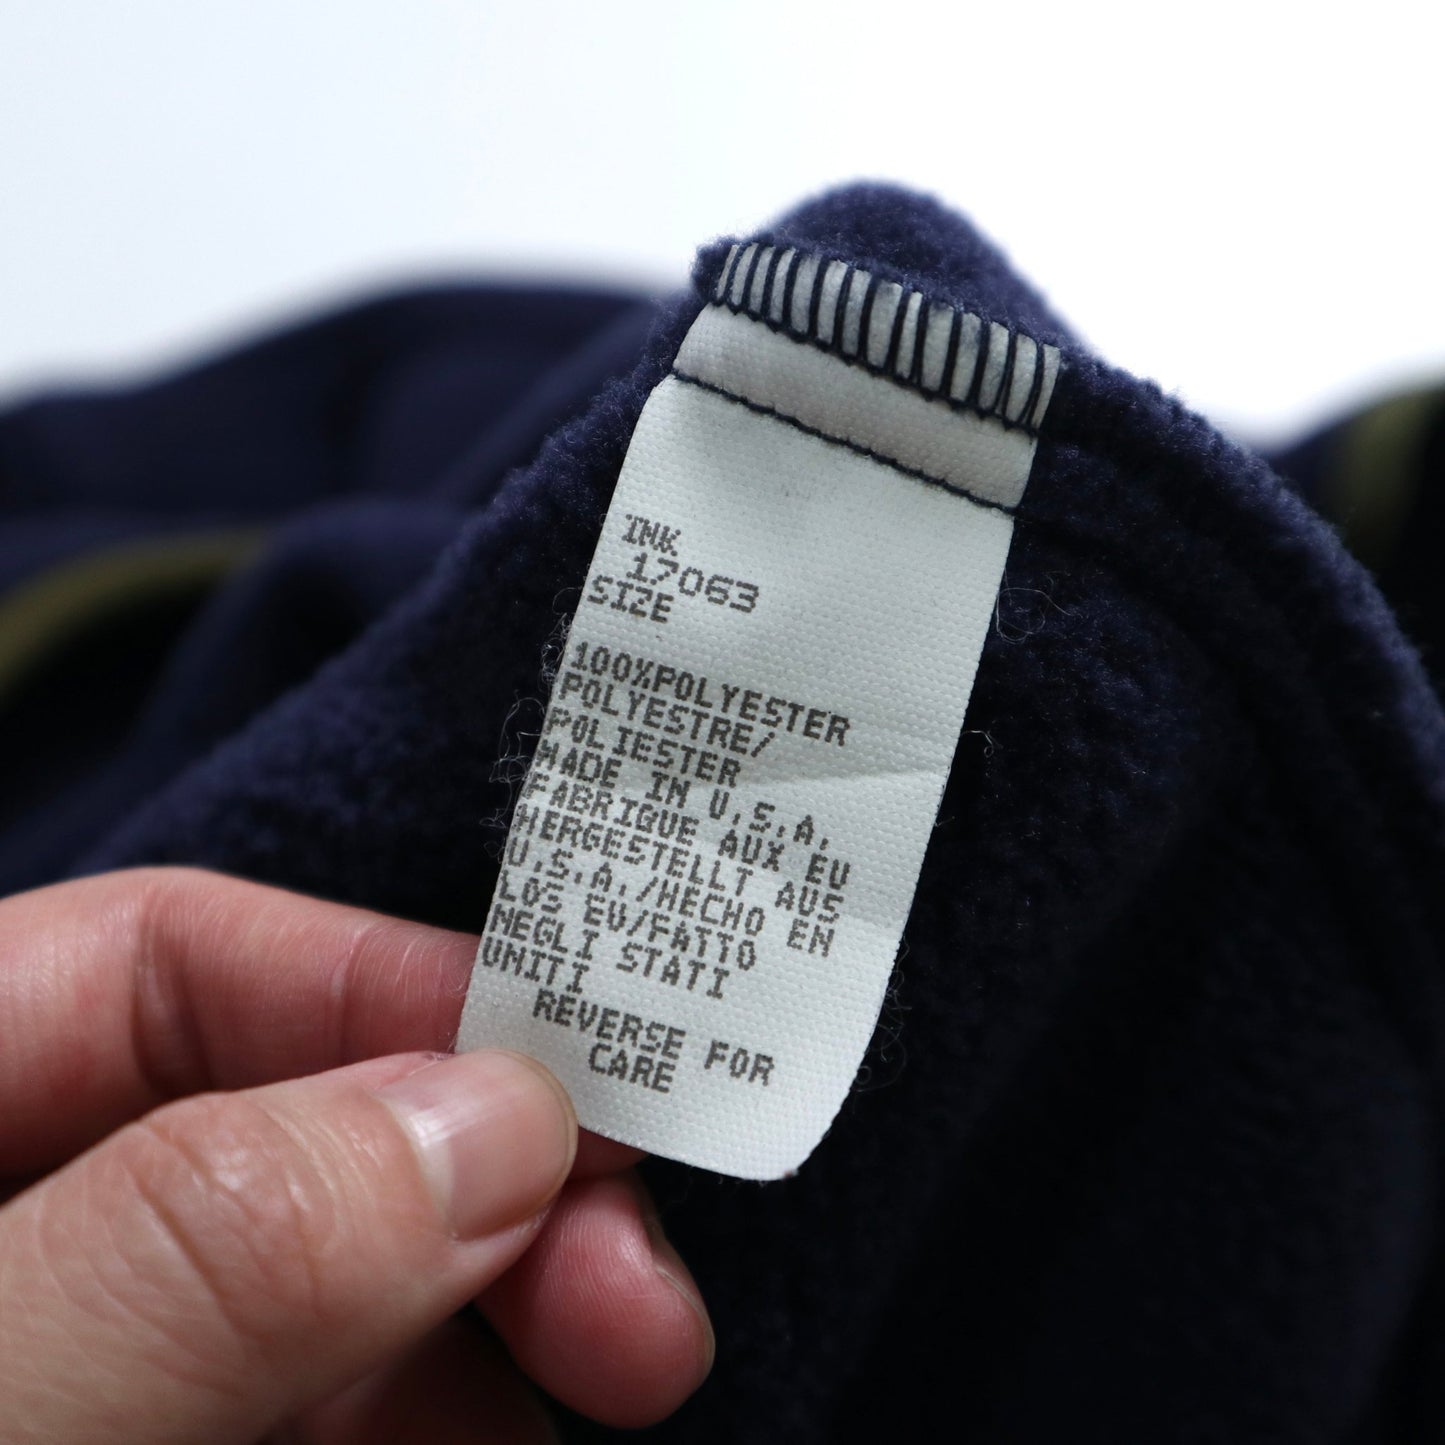 INK
17063
SIZE
100%POLYESTER
POLYESTRE/
POLIESTER
MADE IN U.S.A.
FABRIQUE AUX EU
HERGESTELLT AUS
U.S.A./HECHO EN
LOS EU/FATTO
NEGLI STATI
UNITI
REVERSE FOR
CARE